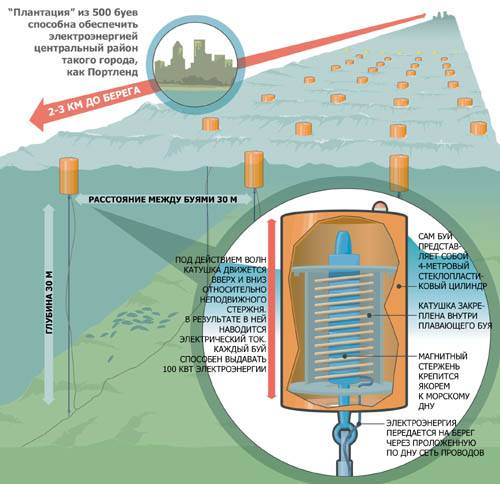 “Плантация” из 500 буев
способна обеспечить
электроэнергией
центральный район
такого города,
как Портленд
2-3 КМ ДО БЕРЕГА
РАССТОЯНИЕ МЕЖДУ БУЯМИ 30 М
ГЛУБИНА 30 М
ПОД ДЕЙСТВИЕМ ВОЛН
КАТУШКА ДВИЖЕТСЯ
ВВЕРХ И ВНИЗ
ОТНОСИТЕЛЬНО
НЕПОДВИЖНОГО
СТЕРЖНЯ.
В РЕЗУЛЬТАТЕ В НЕЙ
НАВОДИТСЯ
ЭЛЕКТРИЧЕСКИЙ ТОК.
КАЖДЫЙ БУЙ
СПОСОБЕН ВЫДАВАТЬ
100 КВТ ЭЛЕКТРОЭНЕРГИИ
САМ БУЙ
ПРЕДСТАВ-
ЛЯЕТ СОБОЙ
4-МЕТРОВЫЙ
СТЕКЛОПЛАСТИ-
КОВЫЙ ЦИЛИНДР
КАТУШКА ЗАКРЕ-
ПЛЕНА ВНУТРИ
ПЛАВАЮЩЕГО БУЯ
МАГНИТНЫЙ
СТЕРЖЕНЬ
КРЕПИТСЯ
ЯКОРЕМ
К МОРСКОМУ
ДНУ
ЭЛЕКТРОЭНЕРГИЯ
ПЕРЕДАЕТСЯ НА БЕРЕГ
ЧЕРЕЗ ПРОЛОЖЕННУЮ
ПО ДНУ СЕТЬ ПРОВОДОВ